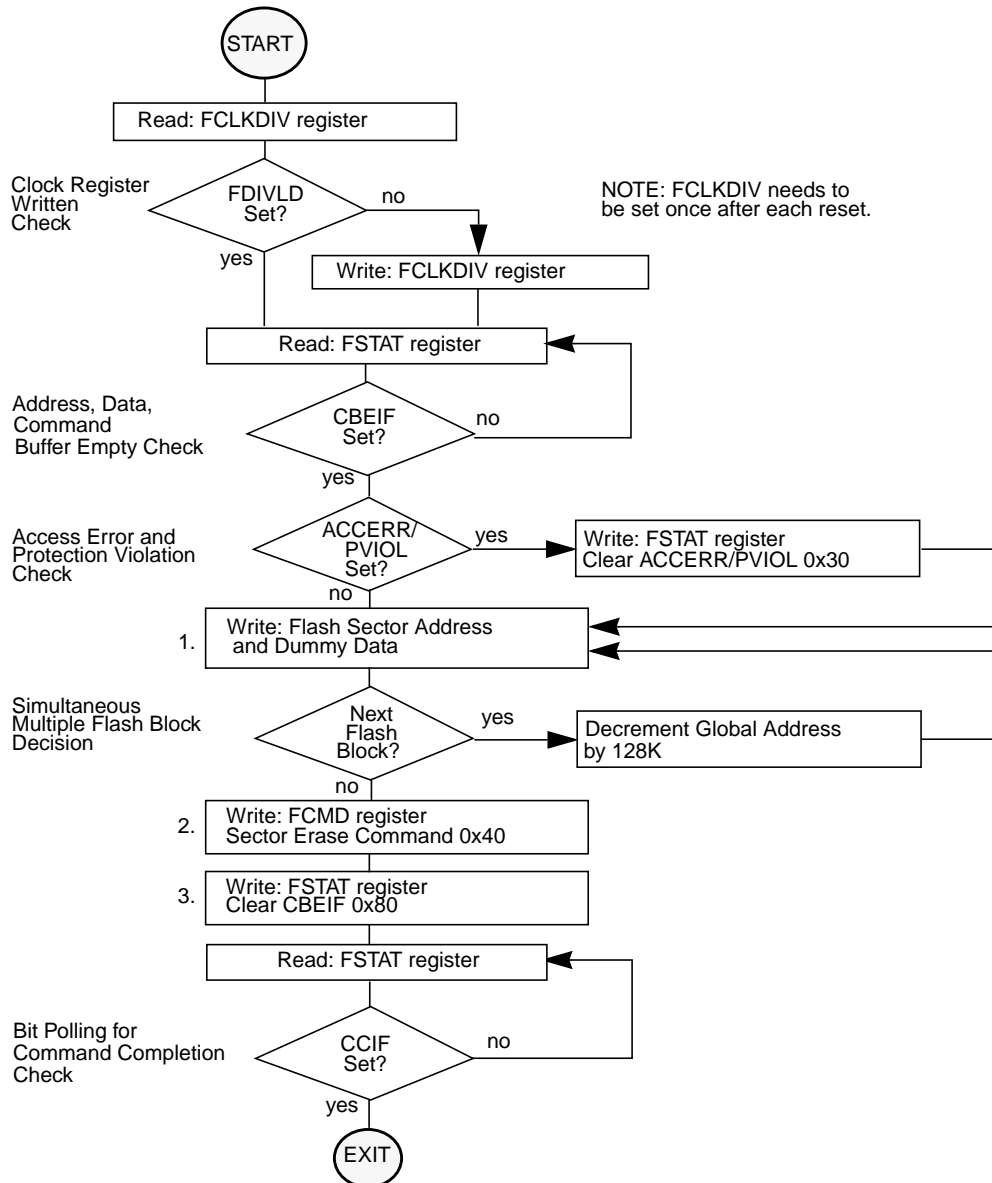 START
Read: FCLKDIV register
Clock Register
Written
Check
FDIVLD
Set?
no
yes
NOTE: FCLKDIV needs to
be set once after each reset.
Write: FCLKDIV register
Read: FSTAT register
Address, Data,
Command
Buffer Empty Check
CBEIF
Set?
no
yes
Access Error and
Protection Violation
Check
ACCERR/
PVIOL
Set?
yes
no
Write: FSTAT register
Clear ACCERR/PVIOL 0x30
1.
Write: Flash Sector Address
and Dummy Data
Simultaneous
Multiple Flash Block
Decision
Next
Flash
Block?
yes
no
Decrement Global Address
by 128K
2.
Write: FCMD register
Sector Erase Command 0x40
3.
Write: FSTAT register
Clear CBEIF 0x80
Read: FSTAT register
Bit Polling for
Command Completion
Check
CCIF
Set?
no
yes
EXIT